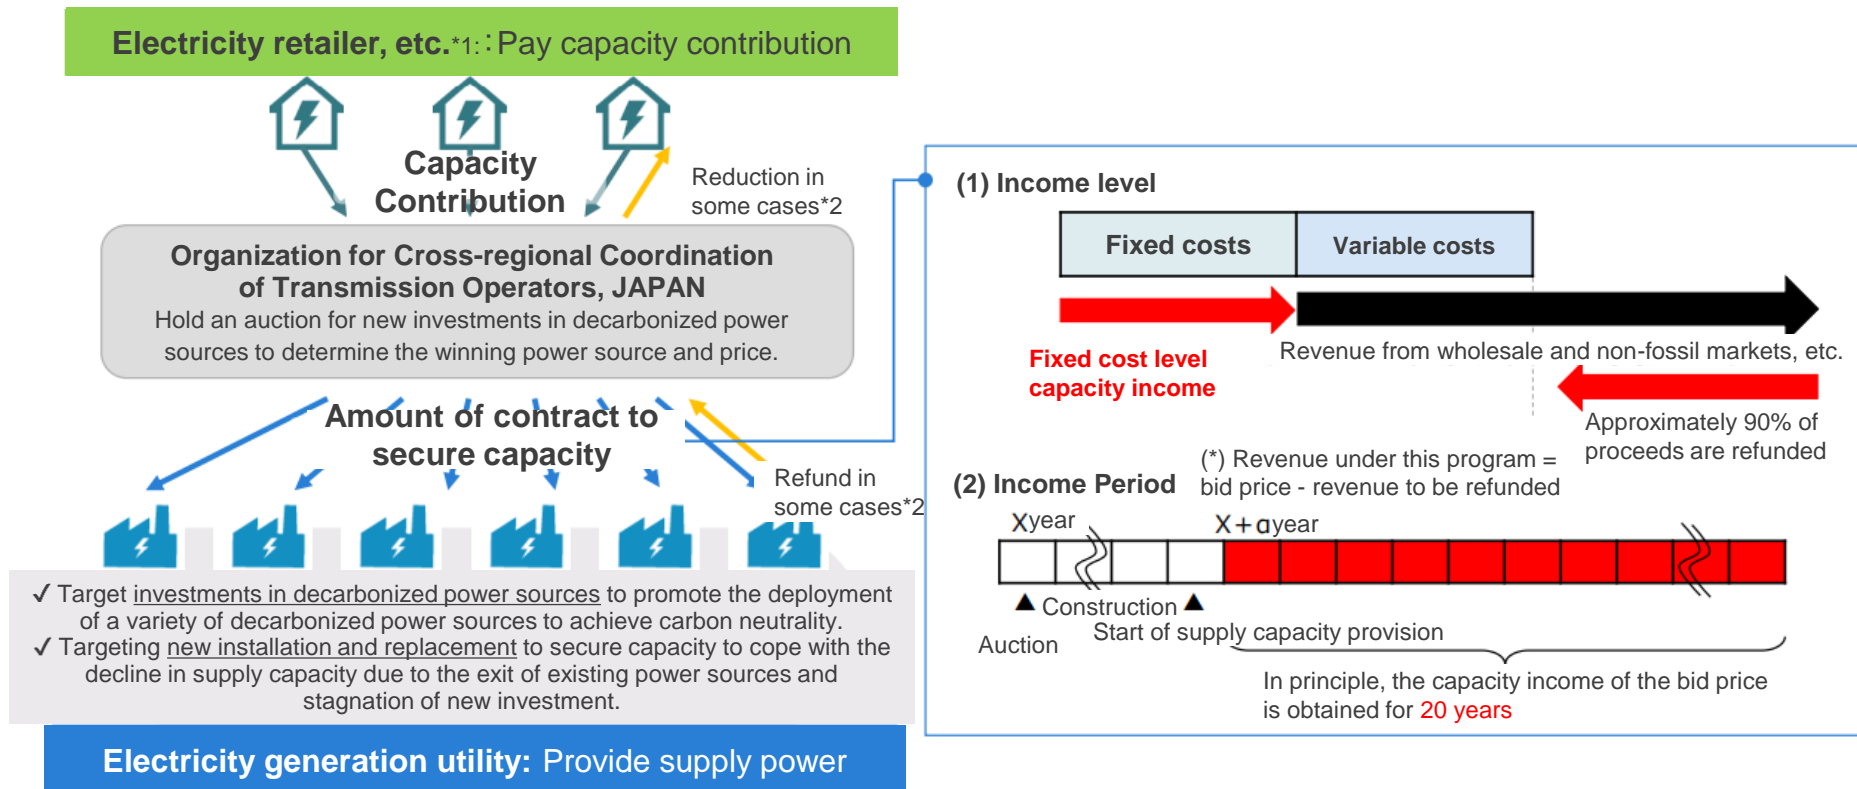 Electricity retailer, etc.*1:：Pay capacity contribution
Capacity
Contribution
Reduction in
some cases*2
Organization for Cross-regional Coordination
of Transmission Operators, JAPAN
Hold an auction for new investments in decarbonized power
sources to determine the winning power source and price.
Amount of contract to
secure capacity
Refund in
some cases*2
✓ Target investments in decarbonized power sources to promote the deployment
of a variety of decarbonized power sources to achieve carbon neutrality.
✓ Targeting new installation and replacement to secure capacity to cope with the
decline in supply capacity due to the exit of existing power sources and
stagnation of new investment.
Electricity generation utility: Provide supply power
(1) Income level
Fixed costs
Variable costs
Fixed cost level
capacity income
Revenue from wholesale and non-fossil markets, etc.
Approximately 90% of
proceeds are refunded
(*) Revenue under this program =
bid price - revenue to be refunded
(2) Income Period
X year
X+α year
▲ Construction ▲
Auction
Start of supply capacity provision
In principle, the capacity income of the bid price
is obtained for 20 years